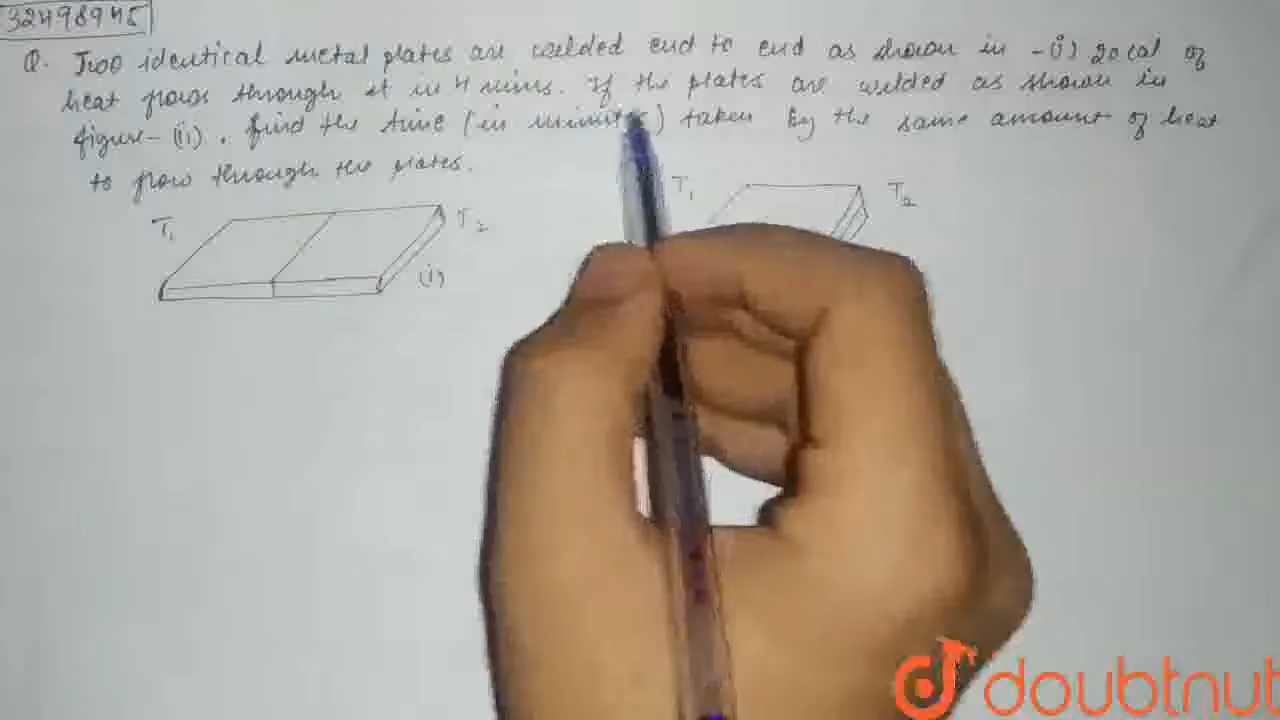 32498945
Q. Two identical metal plates are welded end to end as shown in -(i) 20 cal of
heat flows through it in 4 mins. If the plates are welded as shown in
figure-(ii). find the time (in minutes) taken by the same amount of heat
to flow through the plates.
T1 T2
T1 T2
(i)
doubtnut